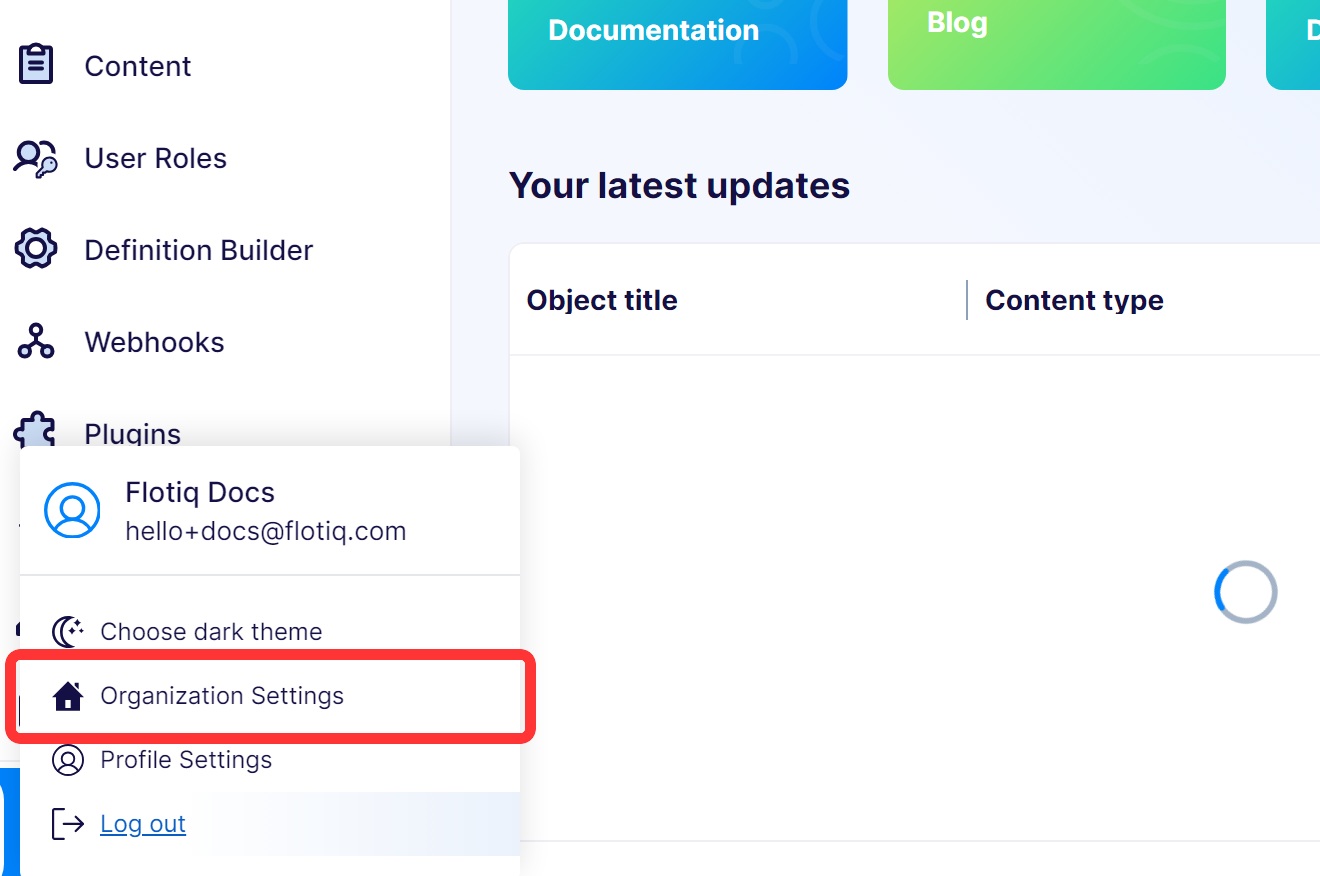 Content
User Roles
Definition Builder
Webhooks
Plugins
Flotiq Docs
hello+docs@flotiq.com
Choose dark theme
Organization Settings
Profile Settings
Log out
Documentation
Blog
Your latest updates
Object title
Content type